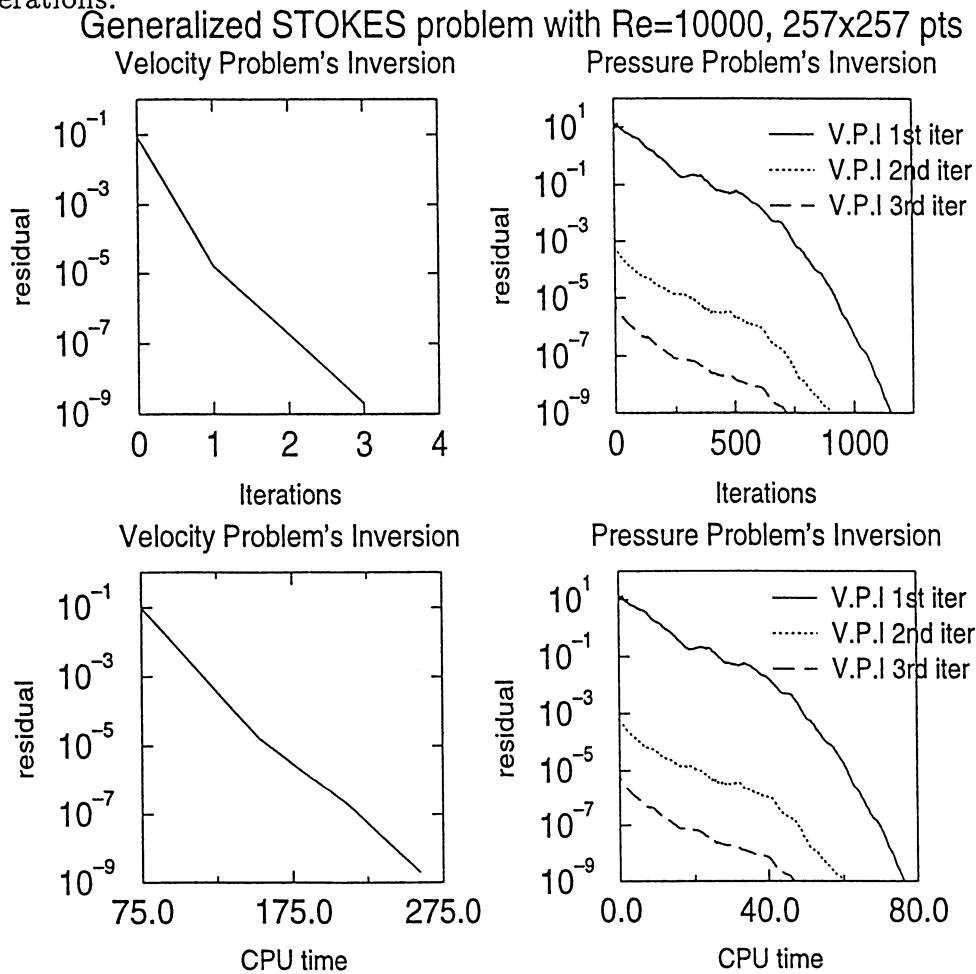 erations.
Generalized STOKES problem with Re=10000, 257x257 pts
Velocity Problem's Inversion
10⁻¹
10⁻³
10⁻⁵
10⁻⁷
10⁻⁹
residual
0 1 2 3 4
Iterations
Pressure Problem's Inversion
10¹
10⁻¹
10⁻³
10⁻⁵
10⁻⁷
10⁻⁹
residual
V.P.I 1st iter
V.P.I 2nd iter
V.P.I 3rd iter
0 500 1000
Iterations
Velocity Problem's Inversion
10⁻¹
10⁻³
10⁻⁵
10⁻⁷
10⁻⁹
residual
75.0 175.0 275.0
CPU time
Pressure Problem's Inversion
10¹
10⁻¹
10⁻³
10⁻⁵
10⁻⁷
10⁻⁹
residual
V.P.I 1st iter
V.P.I 2nd iter
V.P.I 3rd iter
0.0 40.0 80.0
CPU time